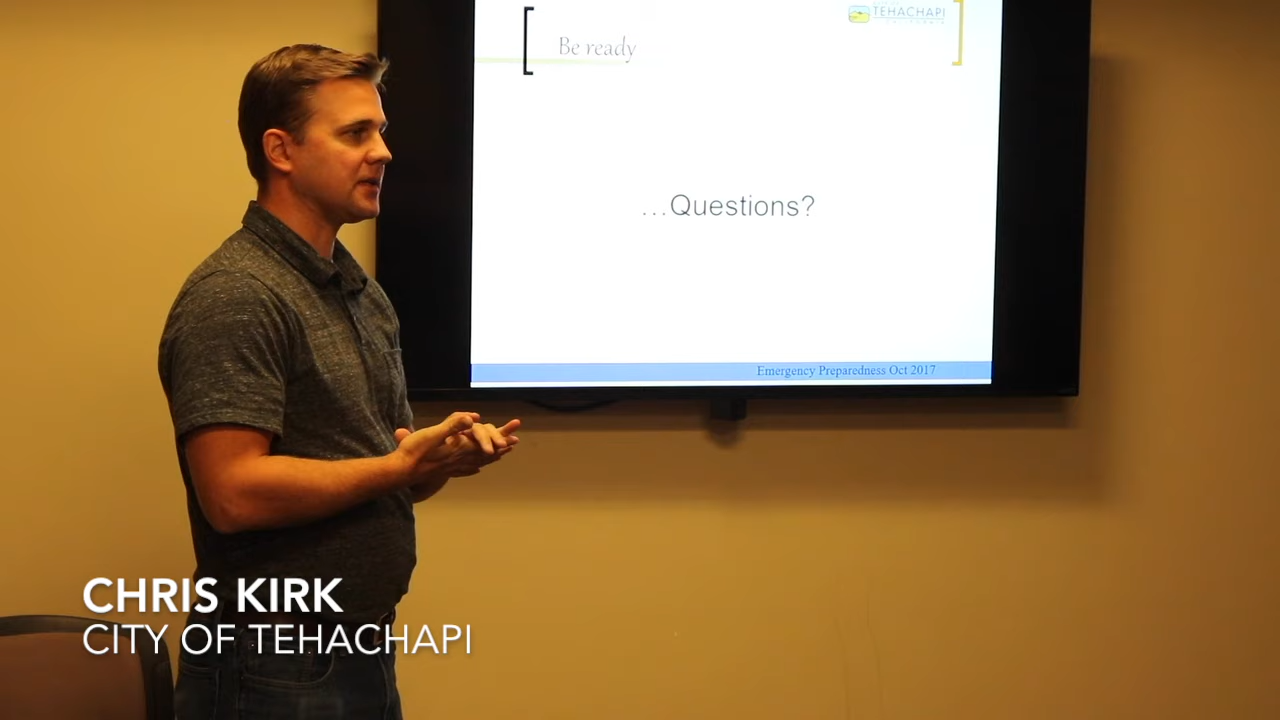 TEHACHAPI
Be ready
...Questions?
Emergency Preparedness Oct 2017
CHRIS KIRK
CITY OF TEHACHAPI